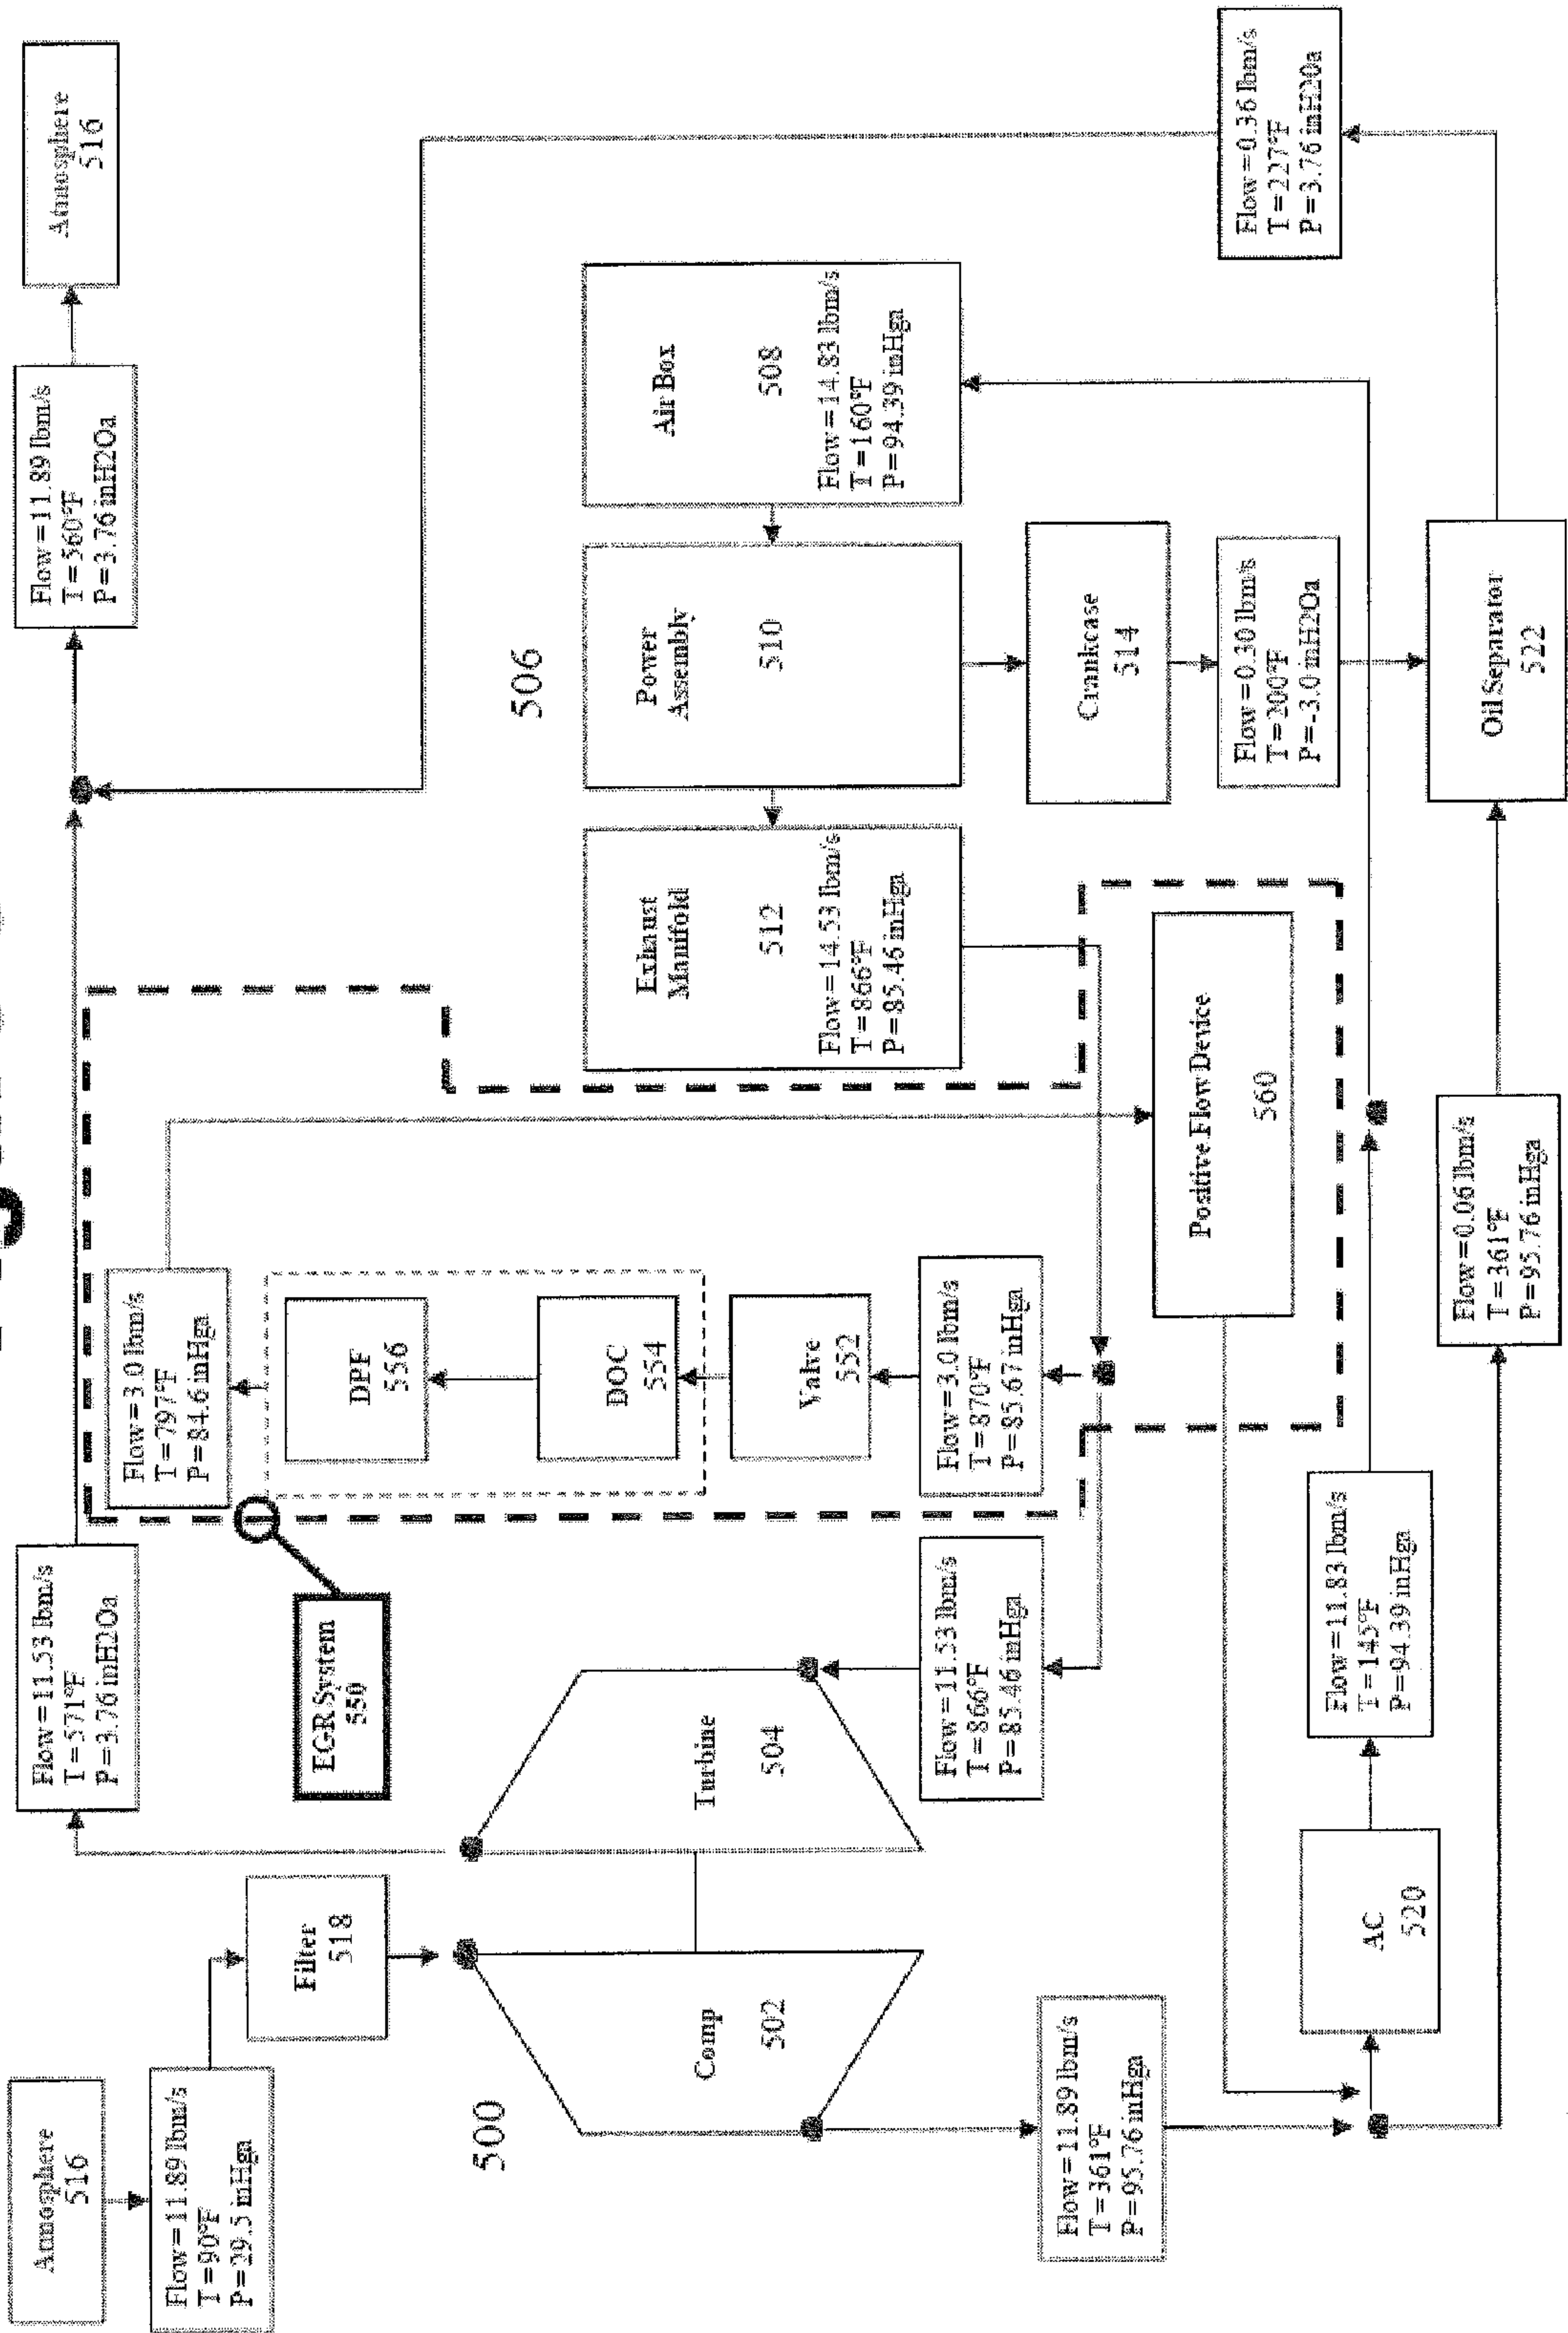 Atmosphere
516
Flow=11.89 lbm/s
T=90°F
P=29.5 inHga
Filter
518
500
Comp
502
Flow=11.89 lbm/s
T=361°F
P=95.76 inHga
Flow=11.53 lbm/s
T=571°F
P=3.76 inH2Oa
EGR System
550
Turbine
504
Flow=11.53 lbm/s
T=866°F
P=85.46 inHga
AC
520
Flow=11.83 lbm/s
T=145°F
P=94.39 inHga
Flow=3.0 lbm/s
T=797°F
P=84.6 inHga
DPF
556
DOC
554
Valve
552
Flow=3.0 lbm/s
T=870°F
P=85.67 inHga
Positive Flow Device
560
Flow=0.06 lbm/s
T=361°F
P=95.76 inHga
506
Exhaust
Manifold
512
Flow=14.53 lbm/s
T=866°F
P=85.46 inHga
Power
Assembly
510
Air Box
508
Flow=14.83 lbm/s
T=160°F
P=94.39 inHga
Crankcase
514
Flow=0.30 lbm/s
T=200°F
P=-3.0 inH2Oa
Oil Separator
522
Flow=0.36 lbm/s
T=227°F
P=3.76 inH2Oa
Flow=11.89 lbm/s
T=560°F
P=3.76 inH2Oa
Atmosphere
516